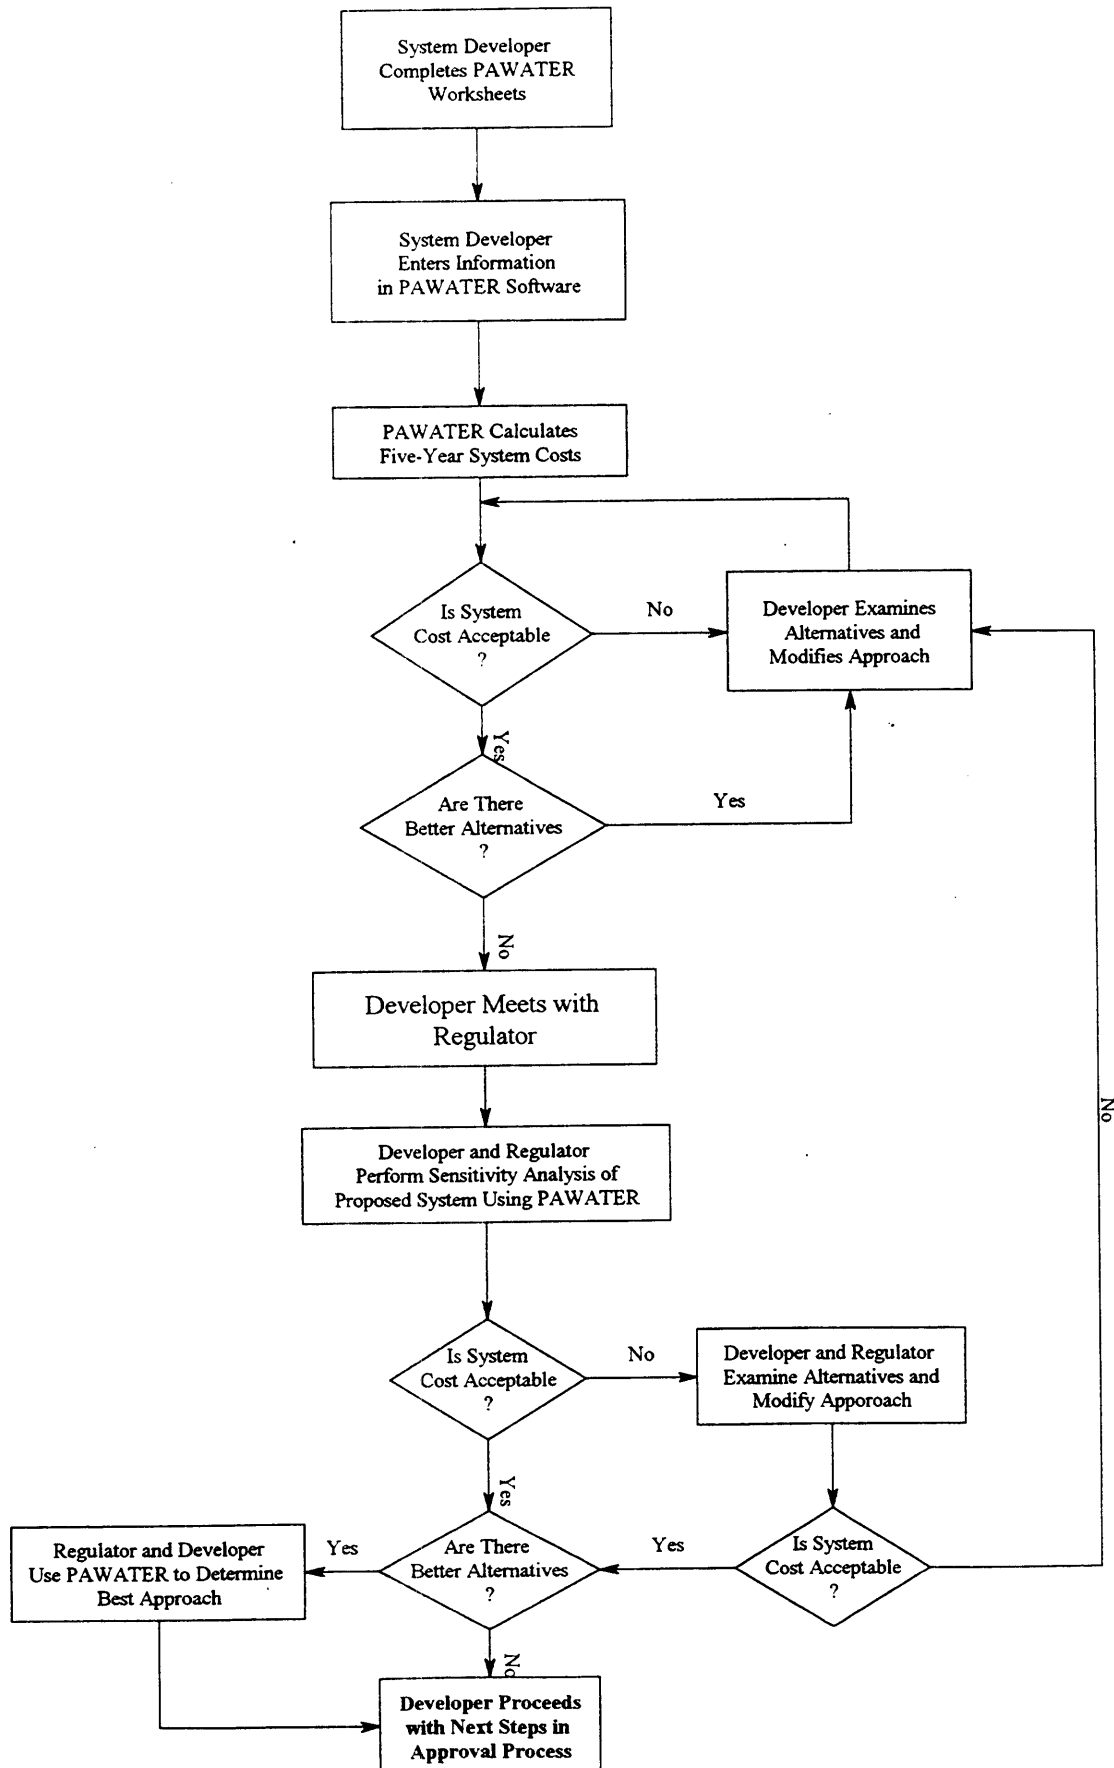 System Developer
Completes PAWATER
Worksheets
System Developer
Enters Information
in PAWATER Software
PAWATER Calculates
Five-Year System Costs
Is System
Cost Acceptable
?
No
Developer Examines
Alternatives and
Modifies Approach
Yes
Are There
Better Alternatives
?
Yes
No
Developer Meets with
Regulator
No
Developer and Regulator
Perform Sensitivity Analysis of
Proposed System Using PAWATER
Is System
Cost Acceptable
?
No
Developer and Regulator
Examine Alternatives and
Modify Apporoach
Yes
Regulator and Developer
Use PAWATER to Determine
Best Approach
Yes
Are There
Better Alternatives
?
Yes
Is System
Cost Acceptable
?
No
Developer Proceeds
with Next Steps in
Approval Process